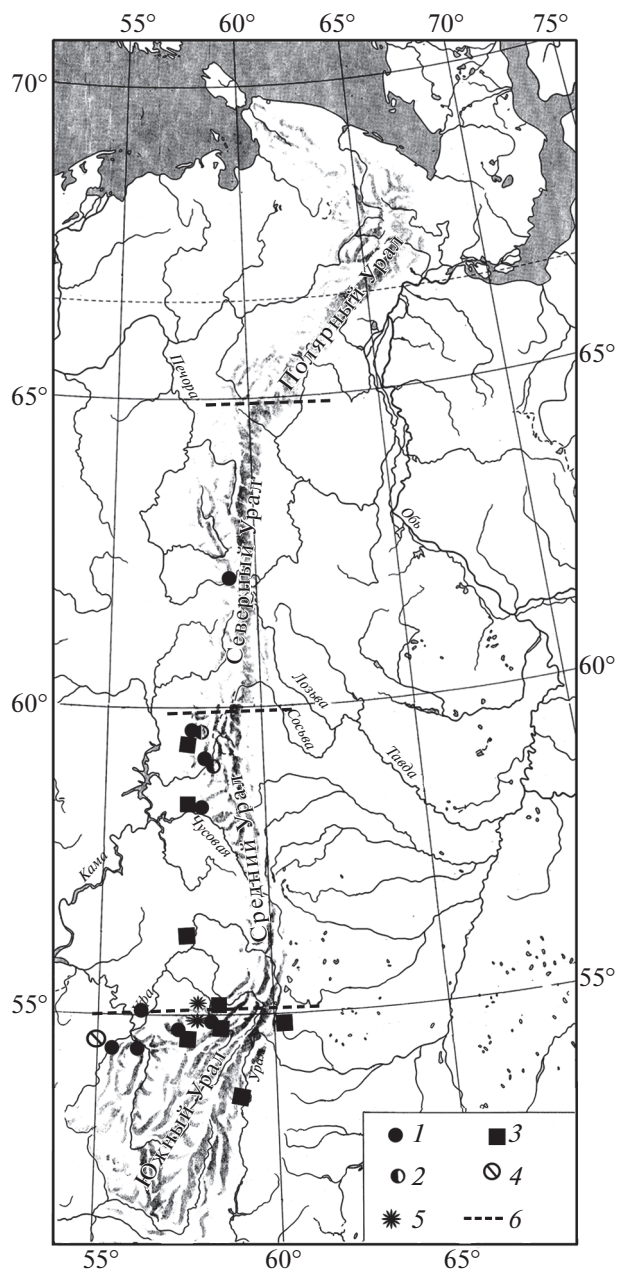 55° 60° 65° 70° 75°
70°
Полярный Урал
65°
Печора
65°
Обь
Северный Урал
60°
Лозьва
60°
Сосьва
Тавда
Средний Урал
Чусовая
Кама
55°
Уфа
55°
Урал
Южный Урал
1 3
2 4
5 6
55° 60° 65°